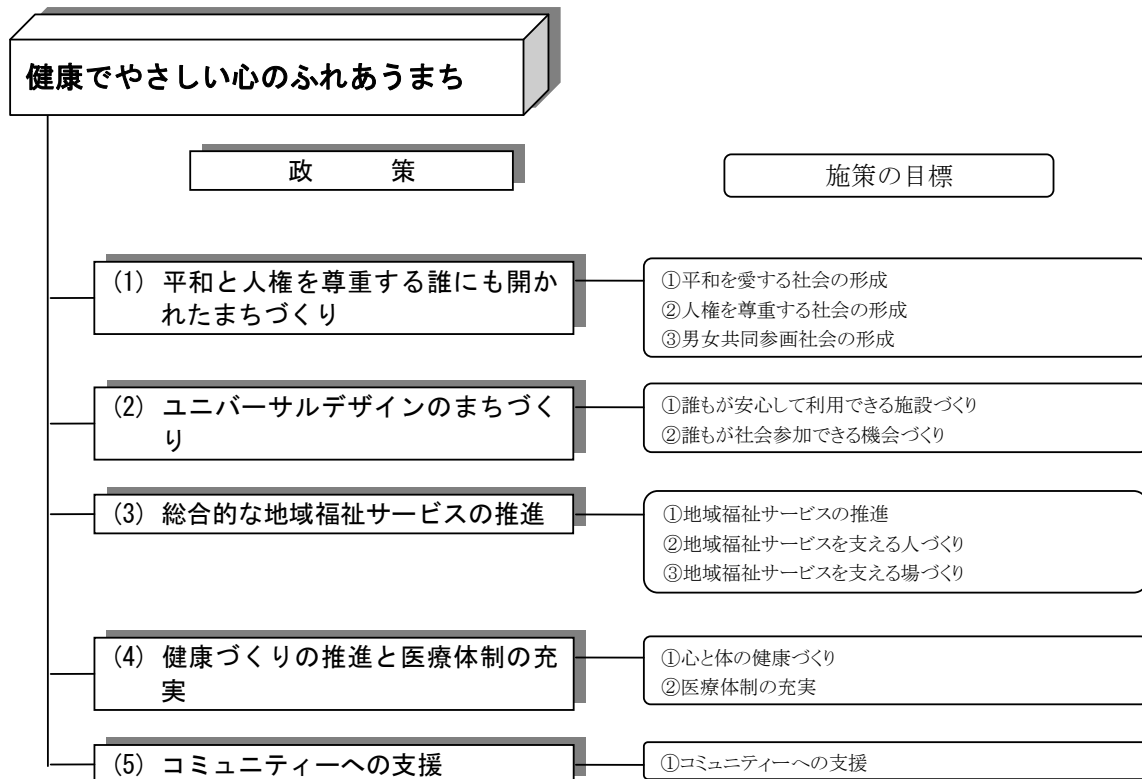 健康でやさしい心のふれあうまち
政　　策
施策の目標
(1) 平和と人権を尊重する誰にも開か
れたまちづくり
①平和を愛する社会の形成
②人権を尊重する社会の形成
③男女共同参画社会の形成
(2) ユニバーサルデザインのまちづく
り
①誰もが安心して利用できる施設づくり
②誰もが社会参加できる機会づくり
(3) 総合的な地域福祉サービスの推進
①地域福祉サービスの推進
②地域福祉サービスを支える人づくり
③地域福祉サービスを支える場づくり
(4) 健康づくりの推進と医療体制の充
実
①心と体の健康づくり
②医療体制の充実
(5) コミュニティーへの支援
①コミュニティーへの支援